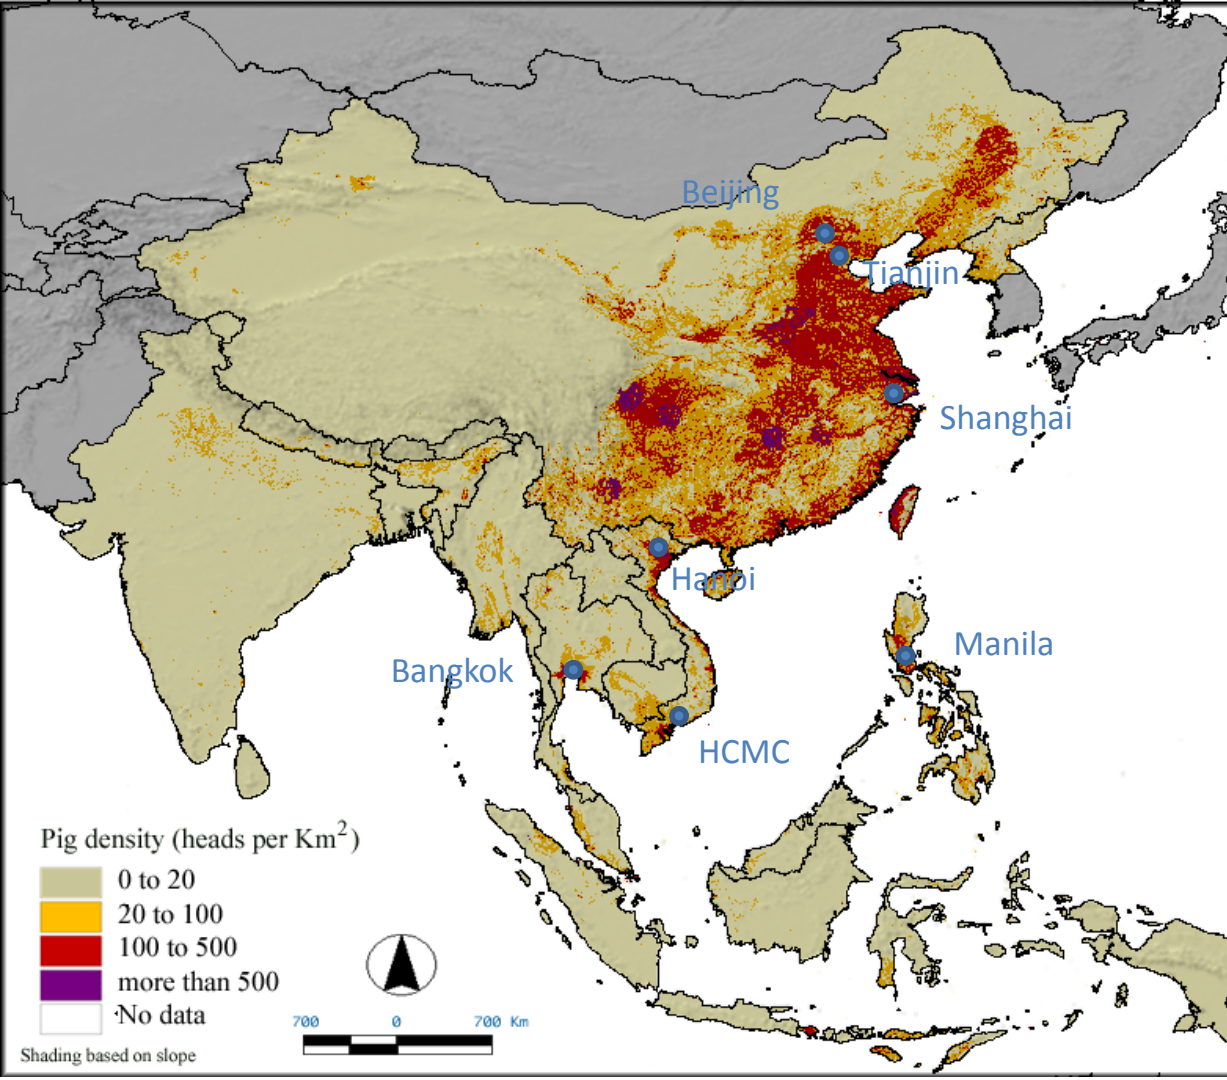 Beijing
Tianjin
Shanghai
Hanoi
Manila
Bangkok
HCMC
Pig density (heads per Km²)
0 to 20
20 to 100
100 to 500
more than 500
No data
700 0 700 Km
Shading based on slope